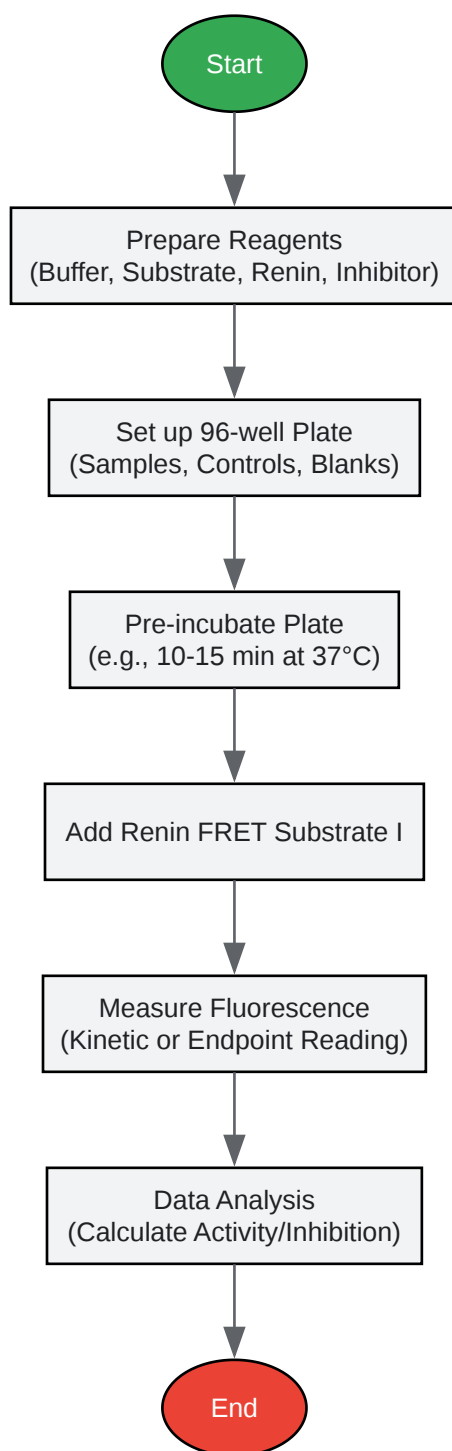 Start
Prepare Reagents
(Buffer, Substrate, Renin, Inhibitor)
Set up 96-well Plate
(Samples, Controls, Blanks)
Pre-incubate Plate
(e.g., 10-15 min at 37°C)
Add Renin FRET Substrate I
Measure Fluorescence
(Kinetic or Endpoint Reading)
Data Analysis
(Calculate Activity/Inhibition)
End